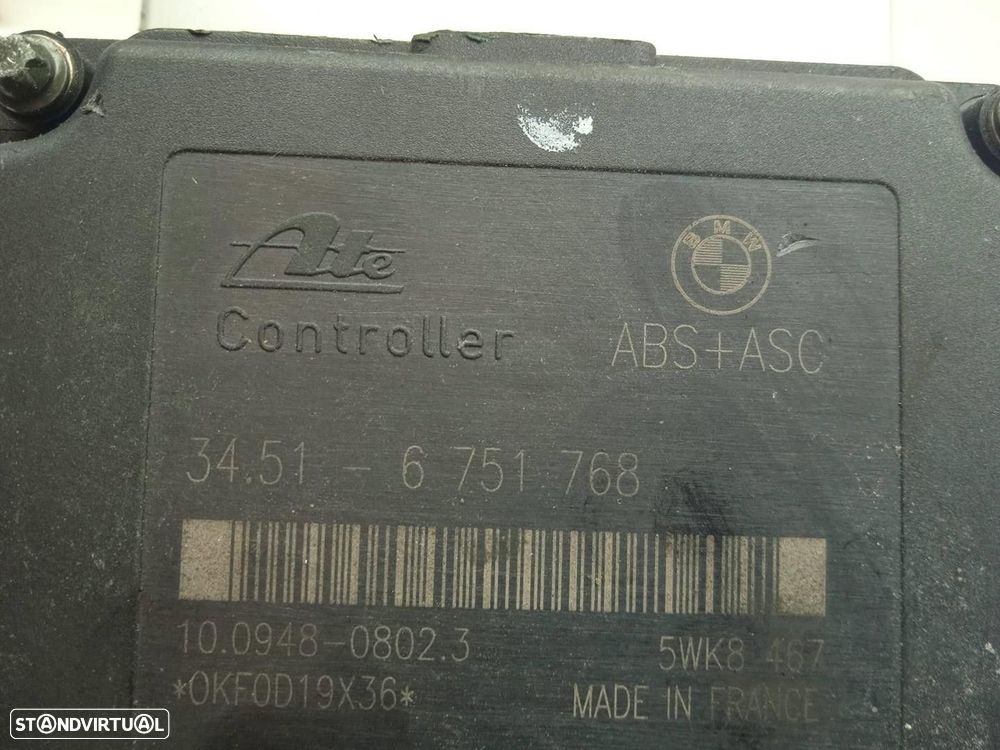 Ate
BMW
Controller
ABS+ASC
34.51 - 6 751 768
10.0948-0802.3
5WK8 467
*0KF0D19X36*
MADE IN FRANCE
STANDVIRTUAL